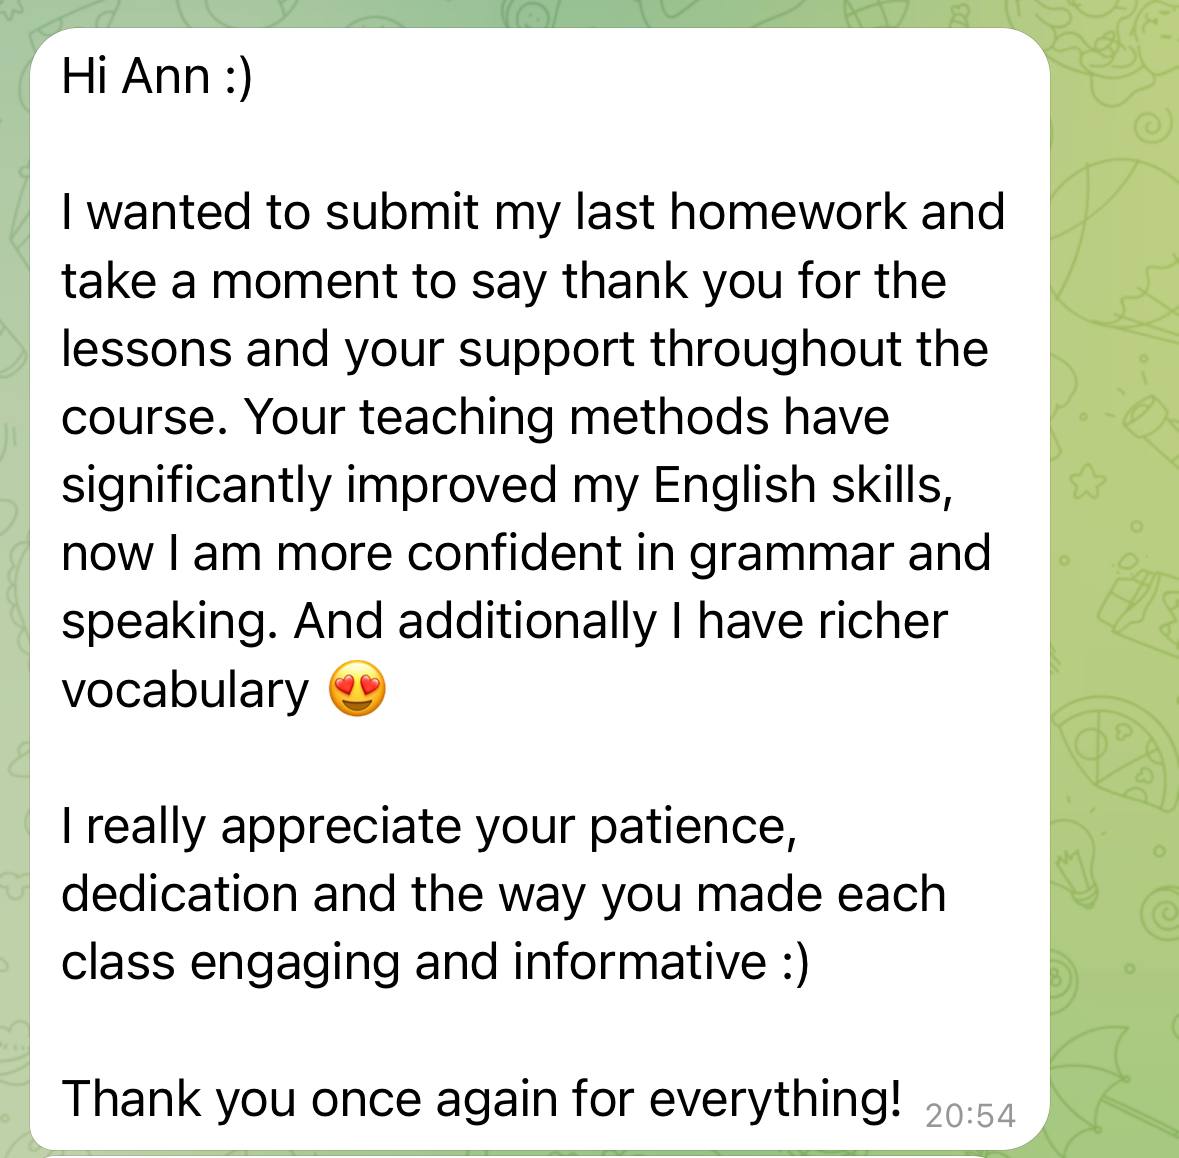 Hi Ann :)
I wanted to submit my last homework and
take a moment to say thank you for the
lessons and your support throughout the
course. Your teaching methods have
significantly improved my English skills,
now I am more confident in grammar and
speaking. And additionally I have richer
vocabulary 😍
I really appreciate your patience,
dedication and the way you made each
class engaging and informative :)
Thank you once again for everything! 20:54